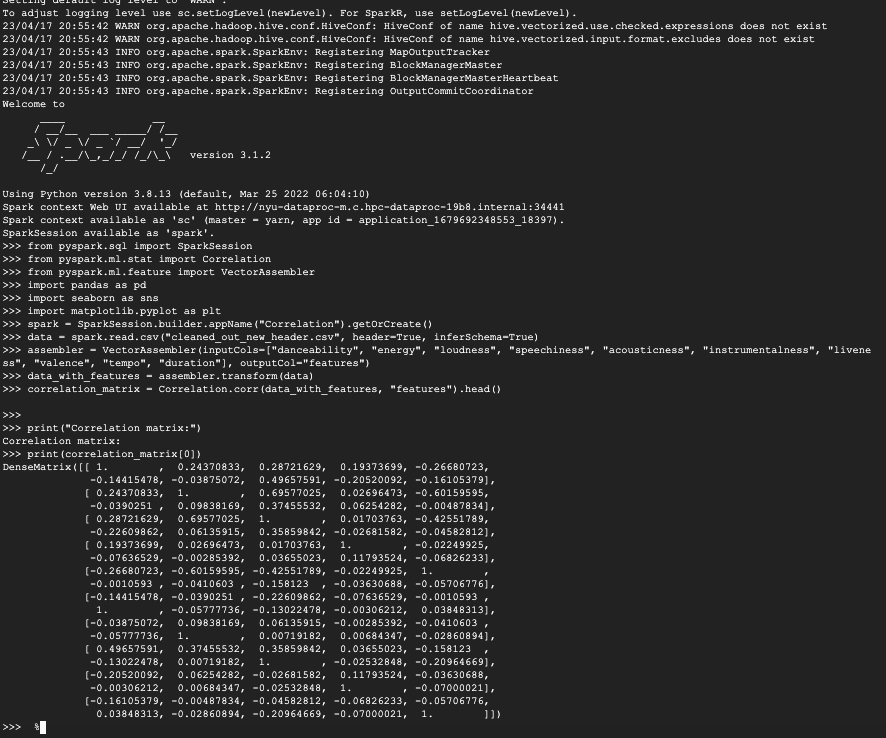 Setting default log level to "WARN".
To adjust logging level use sc.setLogLevel(newLevel). For SparkR, use setLogLevel(newLevel).
23/04/17 20:55:42 WARN org.apache.hadoop.hive.conf.HiveConf: HiveConf of name hive.vectorized.use.checked.expressions does not exist
23/04/17 20:55:42 WARN org.apache.hadoop.hive.conf.HiveConf: HiveConf of name hive.vectorized.input.format.excludes does not exist
23/04/17 20:55:43 INFO org.apache.spark.SparkEnv: Registering MapOutputTracker
23/04/17 20:55:43 INFO org.apache.spark.SparkEnv: Registering BlockManagerMaster
23/04/17 20:55:43 INFO org.apache.spark.SparkEnv: Registering BlockManagerMasterHeartbeat
23/04/17 20:55:43 INFO org.apache.spark.SparkEnv: Registering OutputCommitCoordinator
Welcome to
      ____              __
     / __/__  ___ _____/ /__
    _\ \/ _ \/ _ `/ __/  '_/
   /__ / .__/\_,_/_/ /_/\_\   version 3.1.2
      /_/
Using Python version 3.8.13 (default, Mar 25 2022 06:04:10)
Spark context Web UI available at http://nyu-dataproc-m.c.hpc-dataproc-19b8.internal:34441
Spark context available as 'sc' (master = yarn, app id = application_1679692348553_18397).
SparkSession available as 'spark'.
>>> from pyspark.sql import SparkSession
>>> from pyspark.ml.stat import Correlation
>>> from pyspark.ml.feature import VectorAssembler
>>> import pandas as pd
>>> import seaborn as sns
>>> import matplotlib.pyplot as plt
>>> spark = SparkSession.builder.appName("Correlation").getOrCreate()
>>> data = spark.read.csv("cleaned_out_new_header.csv", header=True, inferSchema=True)
>>> assembler = VectorAssembler(inputCols=["danceability", "energy", "loudness", "speechiness", "acousticness", "instrumentalness", "livene
ss", "valence", "tempo", "duration"], outputCol="features")
>>> data_with_features = assembler.transform(data)
>>> correlation_matrix = Correlation.corr(data_with_features, "features").head()
>>>
>>> print("Correlation matrix:")
Correlation matrix:
>>> print(correlation_matrix[0])
DenseMatrix([[ 1.        ,  0.24370833,  0.28721629,  0.19373699, -0.26680723,
              -0.14415478, -0.03875072,  0.49657591, -0.20520092, -0.16105379],
             [ 0.24370833,  1.        ,  0.69577025,  0.02696473, -0.60159595,
              -0.0390251 ,  0.09838169,  0.37455532,  0.06254282, -0.00487834],
             [ 0.28721629,  0.69577025,  1.        ,  0.01703763, -0.42551789,
              -0.22609862,  0.06135915,  0.35859842, -0.02681582, -0.04582812],
             [ 0.19373699,  0.02696473,  0.01703763,  1.        , -0.02249925,
              -0.07636529, -0.00285392,  0.03655023,  0.11793524, -0.06826233],
             [-0.26680723, -0.60159595, -0.42551789, -0.02249925,  1.        ,
              -0.0010593 , -0.0410603 , -0.158123  , -0.03630688, -0.05706776],
             [-0.14415478, -0.0390251 , -0.22609862, -0.07636529, -0.0010593 ,
               1.        , -0.05777736, -0.13022478, -0.00306212,  0.03848313],
             [-0.03875072,  0.09838169,  0.06135915, -0.00285392, -0.0410603 ,
              -0.05777736,  1.        ,  0.00719182,  0.00684347, -0.02860894],
             [ 0.49657591,  0.37455532,  0.35859842,  0.03655023, -0.158123  ,
              -0.13022478,  0.00719182,  1.        , -0.02532848, -0.20964669],
             [-0.20520092,  0.06254282, -0.02681582,  0.11793524, -0.03630688,
              -0.00306212,  0.00684347, -0.02532848,  1.        , -0.07000021],
             [-0.16105379, -0.00487834, -0.04582812, -0.06826233, -0.05706776,
               0.03848313, -0.02860894, -0.20964669, -0.07000021,  1.        ]])
>>>  %